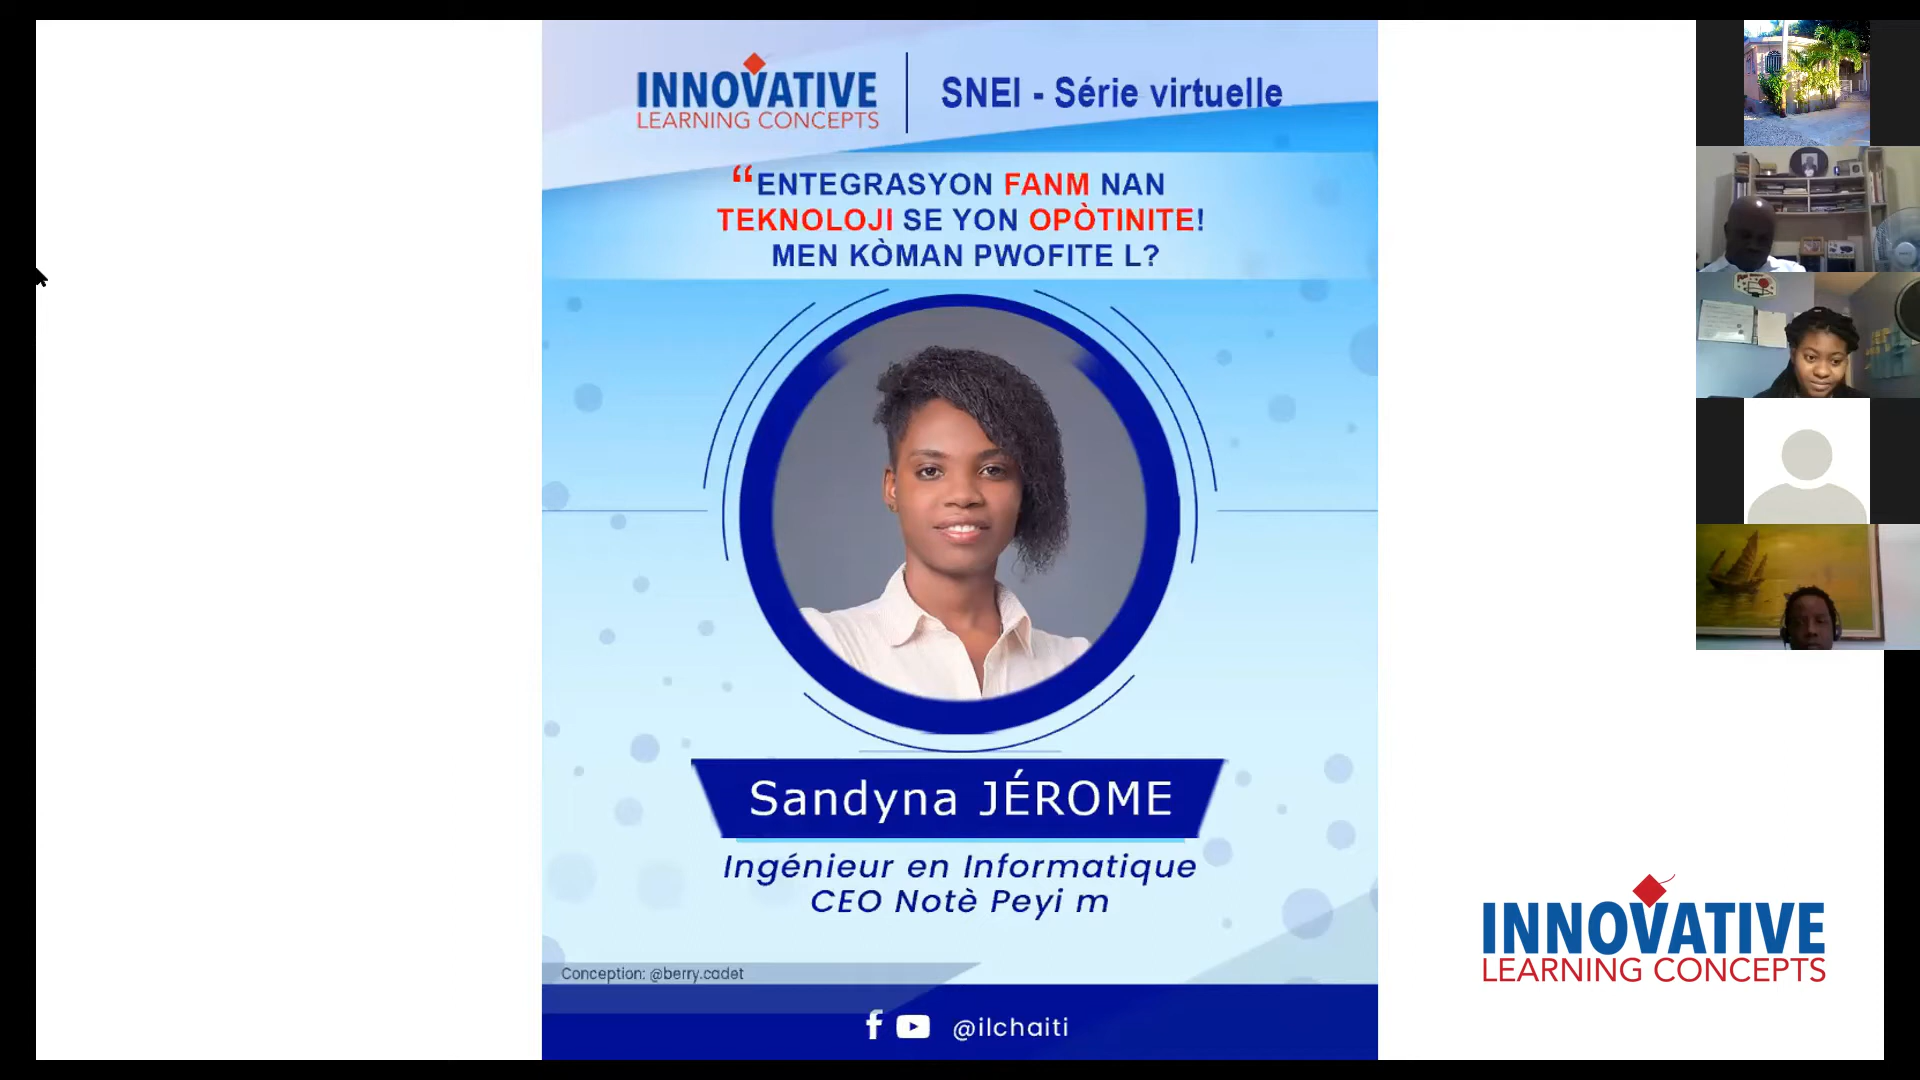 INNOVATIVE
LEARNING CONCEPTS
SNEI - Série virtuelle
“ENTEGRASYON FANM NAN
TEKNOLOJI SE YON OPÒTINITE!
MEN KÒMAN PWOFITE L?
Sandyna JÉROME
Ingénieur en Informatique
CEO Notè Peyi m
Conception: @berry.cadet
@ilchaiti
INNOVATIVE
LEARNING CONCEPTS